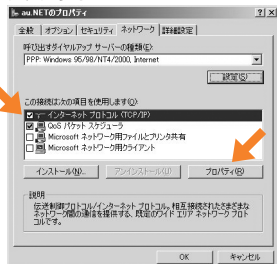 au.NETのプロパティ
全般 オプション セキュリティ ネットワーク 詳細設定
呼び出すダイヤルアップ サーバーの種類(E):
PPP: Windows 95/98/NT4/2000, Internet
設定(S)
この接続は次の項目を使用します(O):
インターネット プロトコル (TCP/IP)
QoS パケット スケジューラ
Microsoft ネットワーク用ファイルとプリンタ共有
Microsoft ネットワーク用クライアント
インストール(N)... アンインストール(U) プロパティ(R)
説明
伝送制御プロトコル/インターネット プロトコル。相互接続されたさまざまな
ネットワーク間の通信を提供する、既定のワイド エリア ネットワーク プロト
コルです。
OK キャンセル